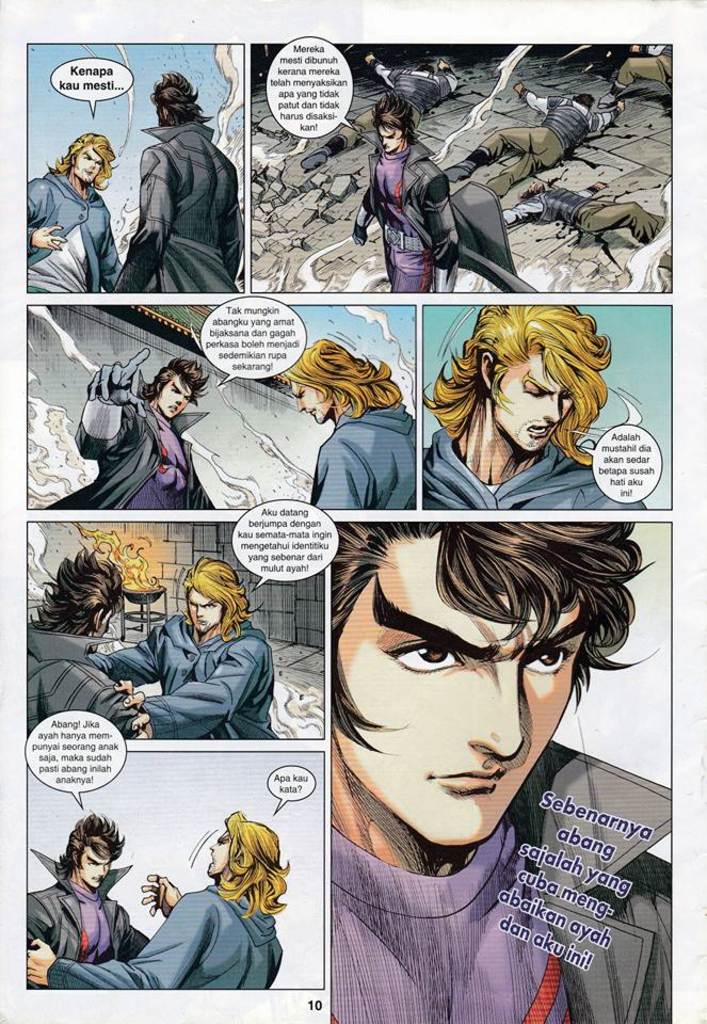 Kenapa
kau mesti...
Mereka
mesti dibunuh
kerana mereka
telah menyaksikan
apa yang tidak
patut dan tidak
harus disaksi-
kan!
Tak mungkin
abangku yang amat
bijaksana dan gagah
perkasa boleh menjadi
sedemikian rupa
sekarang!
Adalah
mustahil dia
akan sedar
betapa susah
hati aku
ini!
Aku datang
berjumpa dengan
kau semata-mata ingin
mengetahui identitiku
yang sebenar dari
mulut ayah!
Abang! Jika
ayah hanya mem-
punyai seorang anak
saja, maka sudah
pasti abang inilah
anaknya!
Apa kau
kata?
Sebenarnya
abang
sajalah yang
cuba meng-
abaikan ayah
dan aku ini!
10